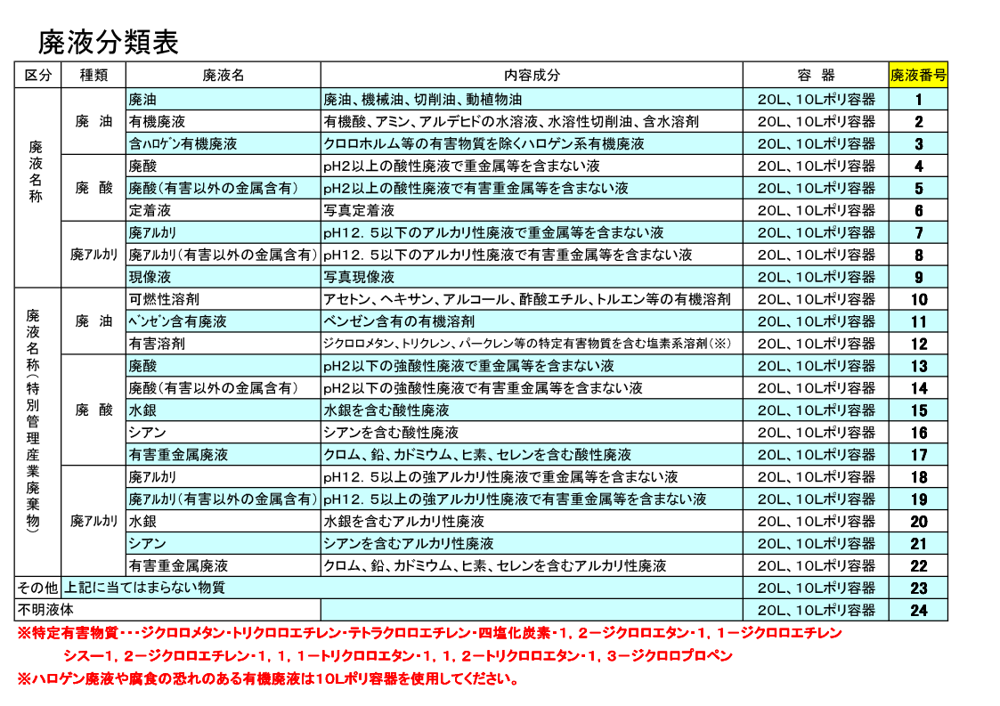 廃液分類表
区分 種類 廃液名 内容成分 容　器 廃液番号
廃液名称
廃　油
廃油 廃油、機械油、切削油、動植物油 20L、10Lポリ容器 1
有機廃液 有機酸、アミン、アルデヒドの水溶液、水溶性切削油、含水溶剤 20L、10Lポリ容器 2
含ﾊﾛｹﾞﾝ有機廃液 クロロホルム等の有害物質を除くハロゲン系有機廃液 20L、10Lポリ容器 3
廃　酸
廃酸 pH2以上の酸性廃液で重金属等を含まない液 20L、10Lポリ容器 4
廃酸（有害以外の金属含有） pH2以上の酸性廃液で有害重金属等を含まない液 20L、10Lポリ容器 5
定着液 写真定着液 20L、10Lポリ容器 6
廃ｱﾙｶﾘ
廃ｱﾙｶﾘ pH12．5以下のアルカリ性廃液で重金属等を含まない液 20L、10Lポリ容器 7
廃ｱﾙｶﾘ（有害以外の金属含有） pH12．5以下のアルカリ性廃液で有害重金属等を含まない液 20L、10Lポリ容器 8
現像液 写真現像液 20L、10Lポリ容器 9
廃液名称（特別管理産業廃棄物）
廃　油
可燃性溶剤 アセトン、ヘキサン、アルコール、酢酸エチル、トルエン等の有機溶剤 20L、10Lポリ容器 10
ﾍﾞﾝｾﾞﾝ含有廃液 ベンゼン含有の有機溶剤 20L、10Lポリ容器 11
有害溶剤 ジクロロメタン、トリクレン、パークレン等の特定有害物質を含む塩素系溶剤（※） 20L、10Lポリ容器 12
廃　酸
廃酸 pH2以下の強酸性廃液で重金属等を含まない液 20L、10Lポリ容器 13
廃酸（有害以外の金属含有） pH2以下の強酸性廃液で有害重金属等を含まない液 20L、10Lポリ容器 14
水銀 水銀を含む酸性廃液 20L、10Lポリ容器 15
シアン シアンを含む酸性廃液 20L、10Lポリ容器 16
有害重金属廃液 クロム、鉛、カドミウム、ヒ素、セレンを含む酸性廃液 20L、10Lポリ容器 17
廃ｱﾙｶﾘ
廃ｱﾙｶﾘ pH12．5以上の強アルカリ性廃液で重金属等を含まない液 20L、10Lポリ容器 18
廃ｱﾙｶﾘ（有害以外の金属含有） pH12．5以上の強アルカリ性廃液で有害重金属等を含まない液 20L、10Lポリ容器 19
水銀 水銀を含むアルカリ性廃液 20L、10Lポリ容器 20
シアン シアンを含むアルカリ性廃液 20L、10Lポリ容器 21
有害重金属廃液 クロム、鉛、カドミウム、ヒ素、セレンを含むアルカリ性廃液 20L、10Lポリ容器 22
その他 上記に当てはまらない物質 20L、10Lポリ容器 23
不明液体 20L、10Lポリ容器 24
※特定有害物質・・・ジクロロメタン・トリクロロエチレン・テトラクロロエチレン・四塩化炭素・1，2－ジクロロエタン・1，1－ジクロロエチレン
シスー1，2－ジクロロエチレン・1，1，1－トリクロロエタン・1，1，2－トリクロロエタン・1，3－ジクロロプロペン
※ハロゲン廃液や腐食の恐れのある有機廃液は10Lポリ容器を使用してください。